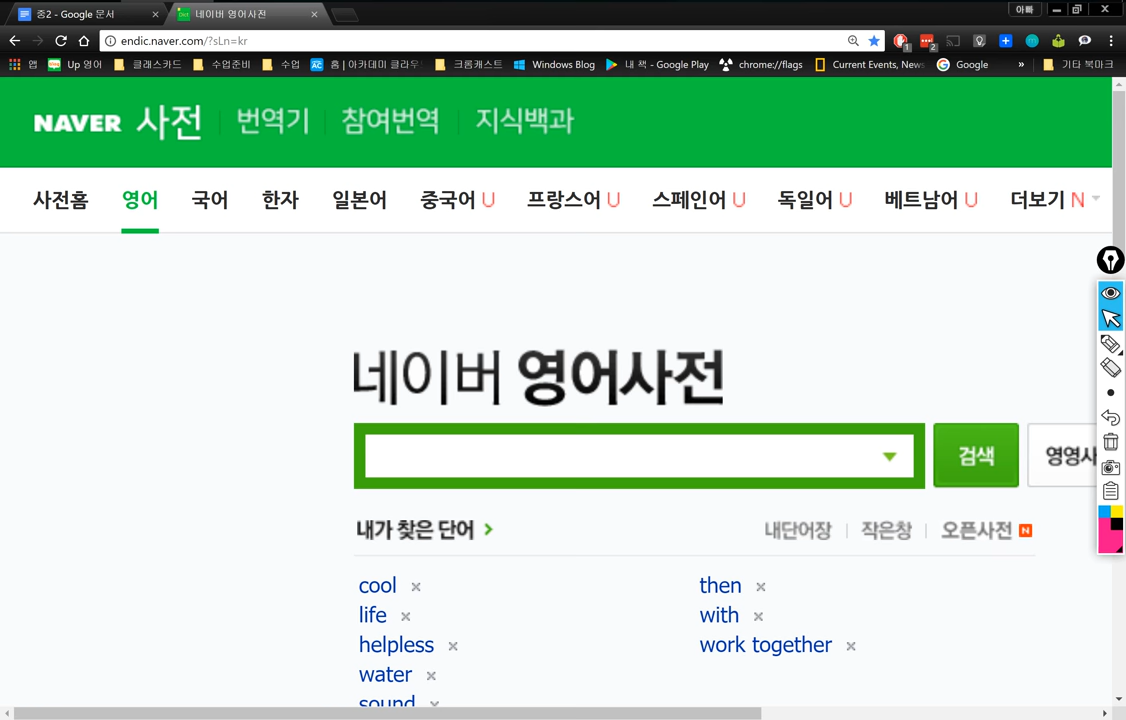 중2 - Google 문서
네이버 영어사전
아빠
endic.naver.com/?sLn=kr
1
2
앱 Up 영어 클래스카드 수업준비 수업 홈 | 아카데미 클라우 크롬캐스트 Windows Blog 내 책 - Google Play chrome://flags Current Events, News Google » 기타 북마크
NAVER 사전 번역기 참여번역 지식백과
사전홈 영어 국어 한자 일본어 중국어 U 프랑스어 U 스페인어 U 독일어 U 베트남어 U 더보기 N
네이버 영어사전
검색 영영사
내가 찾은 단어 내단어장 작은창 오픈사전 N
cool then
life with
helpless work together
water
sound